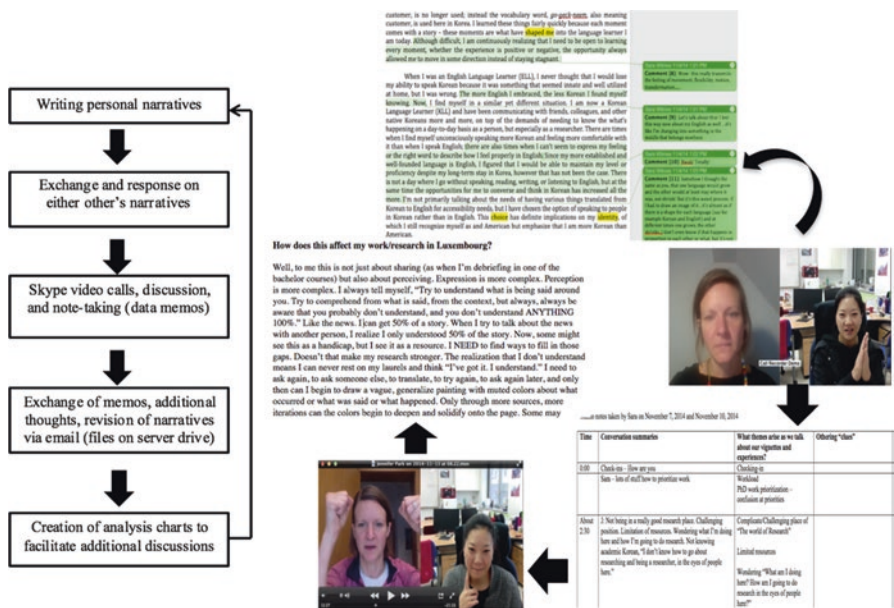 Writing personal narratives
Exchange and response on
either other's narratives
Skype video calls, discussion,
and note-taking (data memos)
Exchange of memos, additional
thoughts, revision of narratives
via email (files on server drive)
Creation of analysis charts to
facilitate additional discussions
customer, is no longer used; instead the vocabulary word, go-gaek-neem, also meaning
customer, is used here in Korea. I learned these things fairly quickly because each moment
comes with a story – these moments are what have shaped me into the language learner I
am today. Although difficult, I am continuously realizing that I need to be open to learning
every moment, whether the experience is positive or negative, the opportunity always
allowed me to move in some direction instead of staying stagnant.
When I was an English Language Learner (ELL), I never thought that I would lose
my ability to speak Korean because it was something that seemed innate and well utilized
at home, but I was wrong. The more English I embraced, the less Korean I found myself
knowing. Now, I find myself in a similar yet different situation. I am now a Korean
Language Learner (KLL) and have been communicating with friends, colleagues, and other
native Koreans more and more, on top of the demands of needing to know the what's
happening on a day-to-day basis as a person, but especially as a researcher. There are times
when I find myself unconsciously speaking more Korean and feeling more comfortable with
it than when I speak English; there are also times when I can't seem to express my feeling
or the right word to describe how I feel properly in English; Since my more established and
well-founded language is English, I figured that I would be able to maintain my level or
proficiency despite my long-term stay in Korea, however that has not been the case. There
is not a day where I go without speaking, reading, writing, or listening to English, but at
the same time the opportunities for me to converse and think in Korean has increased all the
more. I'm not primarily talking about the needs of having various things translated from
Korean to English for accessibility needs, but I have chosen the option of speaking to people
in Korean rather than in English. This choice has definite implications on my identity, of
which I still recognize myself as and American but emphasize that I am more Korean than
American.
How does this affect my work/research in Luxembourg?
Well, to me this is not just about sharing (as when I'm debriefing in one of the
bachelor courses) but also about perceiving. Expression is more complex. Perception
is more complex. I always tell myself, "Try to understand what is being said around
you. Try to comprehend from what is said, from the context, but always, always be
aware that you probably don't understand, and you don't understand ANYTHING
100%." Like the news. I can get 50% of a story. When I try to talk about the news
with another person, I realize I only understood 50% of the story. Now, some might
see this as a handicap, but I see it as a resource. I NEED to find ways to fill in those
gaps. Doesn't that make my research stronger. The realization that I don't understand
means I can never rest on my laurels and think "I've got it. I understand." I need to
ask again, to ask someone else, to translate, to try again, to ask again later, and only
then can I begin to draw a vague, generalize painting with muted colors about what
occurred or what was said or what happened. Only through more sources, more
iterations can the colors begin to deepen and solidify onto the page. Some may
notes taken by Sara on November 7, 2014 and November 10, 2014
Time
Conversation summaries
What themes arise as we talk
about our vignettes and
experiences?
Othering "clues"
0:00
Check-ins – How are you
Checking-in
Sara – lots of stuff how to prioritize work
Workload
PhD work prioritization –
confusion at priorities
About
2:30
J: Not being in a really good research place. Challenging
position. Limitation of resources. Wondering what I'm doing
here and how I'm going to do research. Not knowing
academic Korean, "I don't know how to go about
researching and being a researcher, in the eyes of people
here."
Complicate/Challenging place of
"The world of Research"
Limited resources
Wondering "What am I doing
here? How am I going to do
research in the eyes of people
here?"